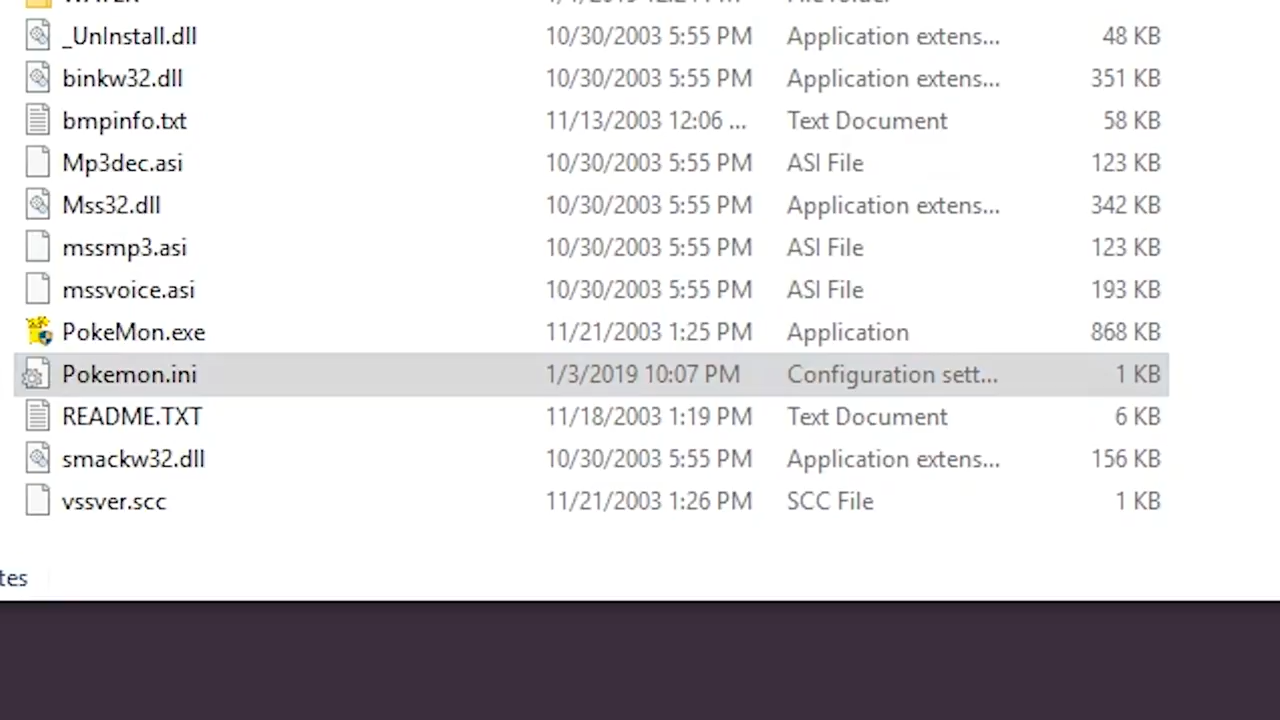 _UnInstall.dll 10/30/2003 5:55 PM Application extens... 48 KB
binkw32.dll 10/30/2003 5:55 PM Application extens... 351 KB
bmpinfo.txt 11/13/2003 12:06 ... Text Document 58 KB
Mp3dec.asi 10/30/2003 5:55 PM ASI File 123 KB
Mss32.dll 10/30/2003 5:55 PM Application extens... 342 KB
mssmp3.asi 10/30/2003 5:55 PM ASI File 123 KB
mssvoice.asi 10/30/2003 5:55 PM ASI File 193 KB
PokeMon.exe 11/21/2003 1:25 PM Application 868 KB
Pokemon.ini 1/3/2019 10:07 PM Configuration sett... 1 KB
README.TXT 11/18/2003 1:19 PM Text Document 6 KB
smackw32.dll 10/30/2003 5:55 PM Application extens... 156 KB
vssver.scc 11/21/2003 1:26 PM SCC File 1 KB
tes